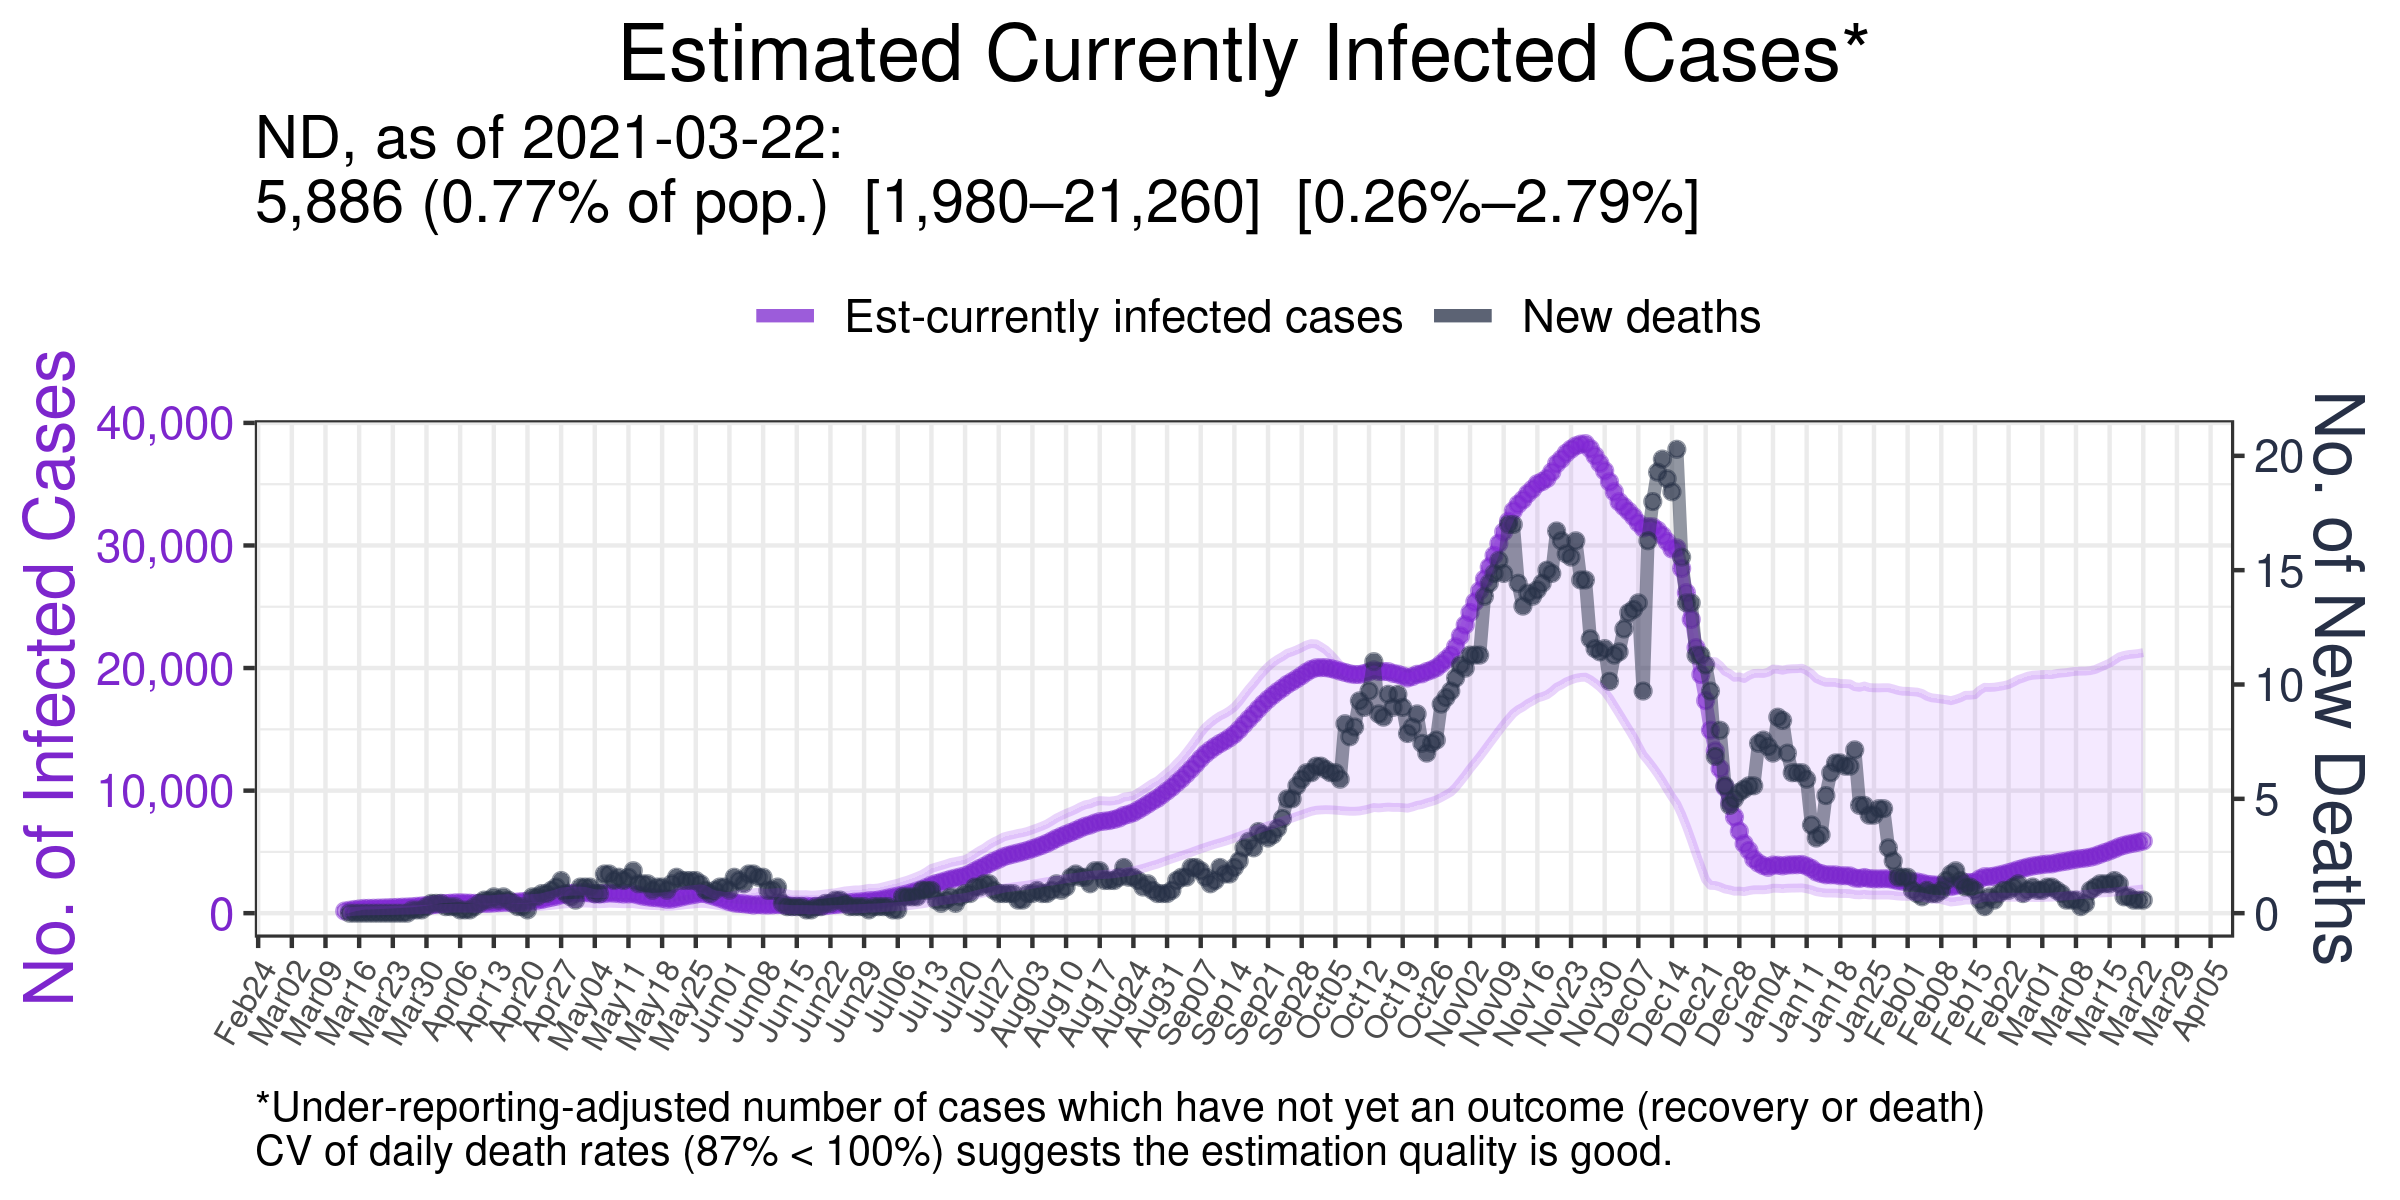 Estimated Currently Infected Cases*
ND, as of 2021-03-22:
5,886 (0.77% of pop.) [1,980–21,260] [0.26%–2.79%]
Est-currently infected cases
New deaths
No. of Infected Cases
40,000
30,000
20,000
10,000
0
20
15
10
5
0
No. of New Deaths
Feb24
Mar02
Mar09
Mar16
Mar23
Mar30
Apr06
Apr13
Apr20
Apr27
May04
May11
May18
May25
Jun01
Jun08
Jun15
Jun22
Jun29
Jul06
Jul13
Jul20
Jul27
Aug03
Aug10
Aug17
Aug24
Aug31
Sep07
Sep14
Sep21
Sep28
Oct05
Oct12
Oct19
Oct26
Nov02
Nov09
Nov16
Nov23
Nov30
Dec07
Dec14
Dec21
Dec28
Jan04
Jan11
Jan18
Jan25
Feb01
Feb08
Feb15
Feb22
Mar01
Mar08
Mar15
Mar22
Mar29
Apr05
*Under-reporting-adjusted number of cases which have not yet an outcome (recovery or death)
CV of daily death rates (87% < 100%) suggests the estimation quality is good.